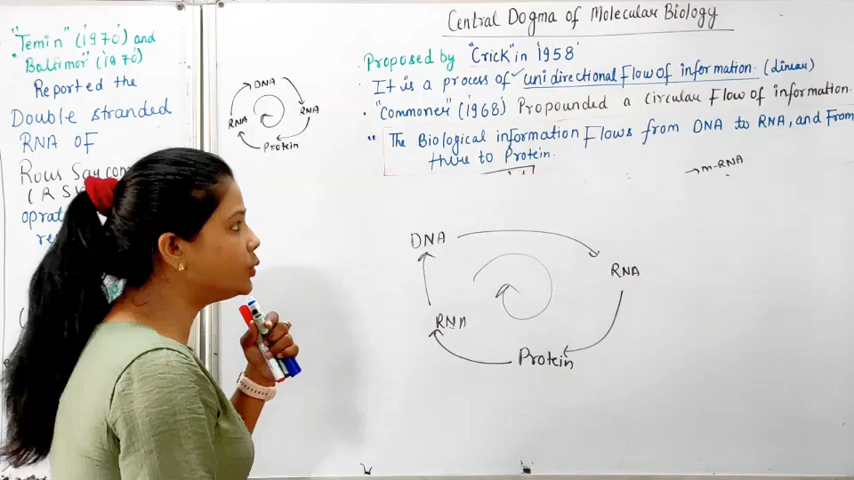 "Temin" (1970) and
"Baltimor" (1970)
Reported the
Double stranded
RNA OF
Rous
(RS
oprat
re
DNA
RNA
RNA
Protein
Central Dogma of Molecular Biology
Proposed by "Crick" in 1958
It is a process of unidirectional flow of information. (linear)
"Commoner" (1968) Propounded a circular flow of information.
" The Biological information flows from DNA to RNA, and from
there to Protein.
→ m-RNA
DNA
RNA
RNA
Protein